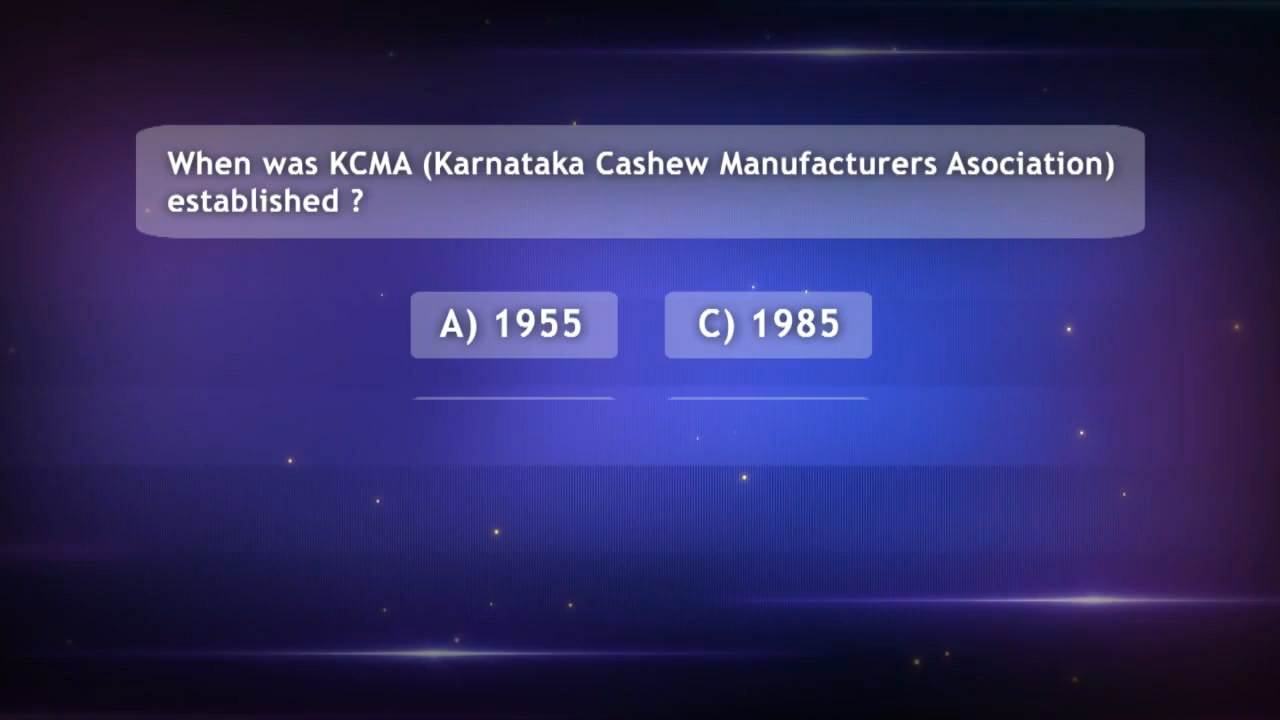 When was KCMA (Karnataka Cashew Manufacturers Asociation)
established ?
A) 1955
C) 1985